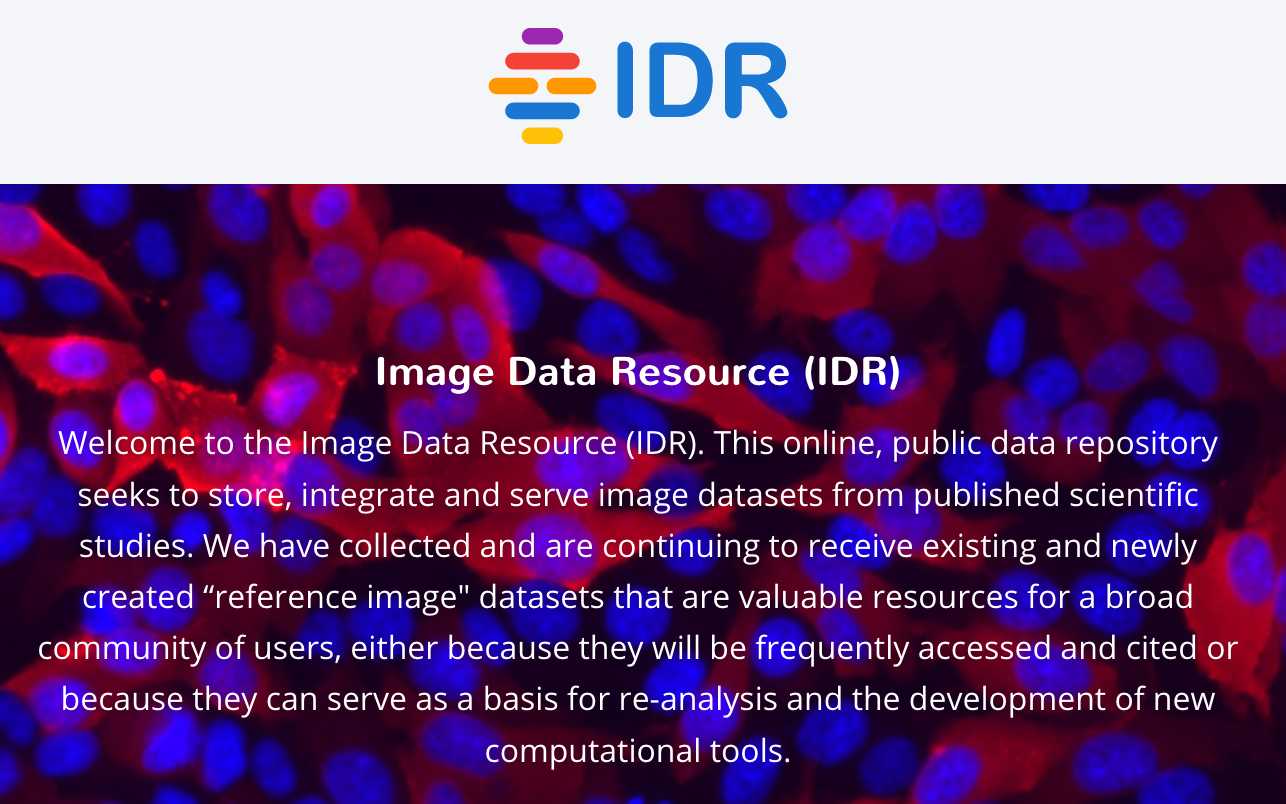 IDR
Image Data Resource (IDR)
Welcome to the Image Data Resource (IDR). This online, public data repository
seeks to store, integrate and serve image datasets from published scientific
studies. We have collected and are continuing to receive existing and newly
created “reference image" datasets that are valuable resources for a broad
community of users, either because they will be frequently accessed and cited or
because they can serve as a basis for re-analysis and the development of new
computational tools.